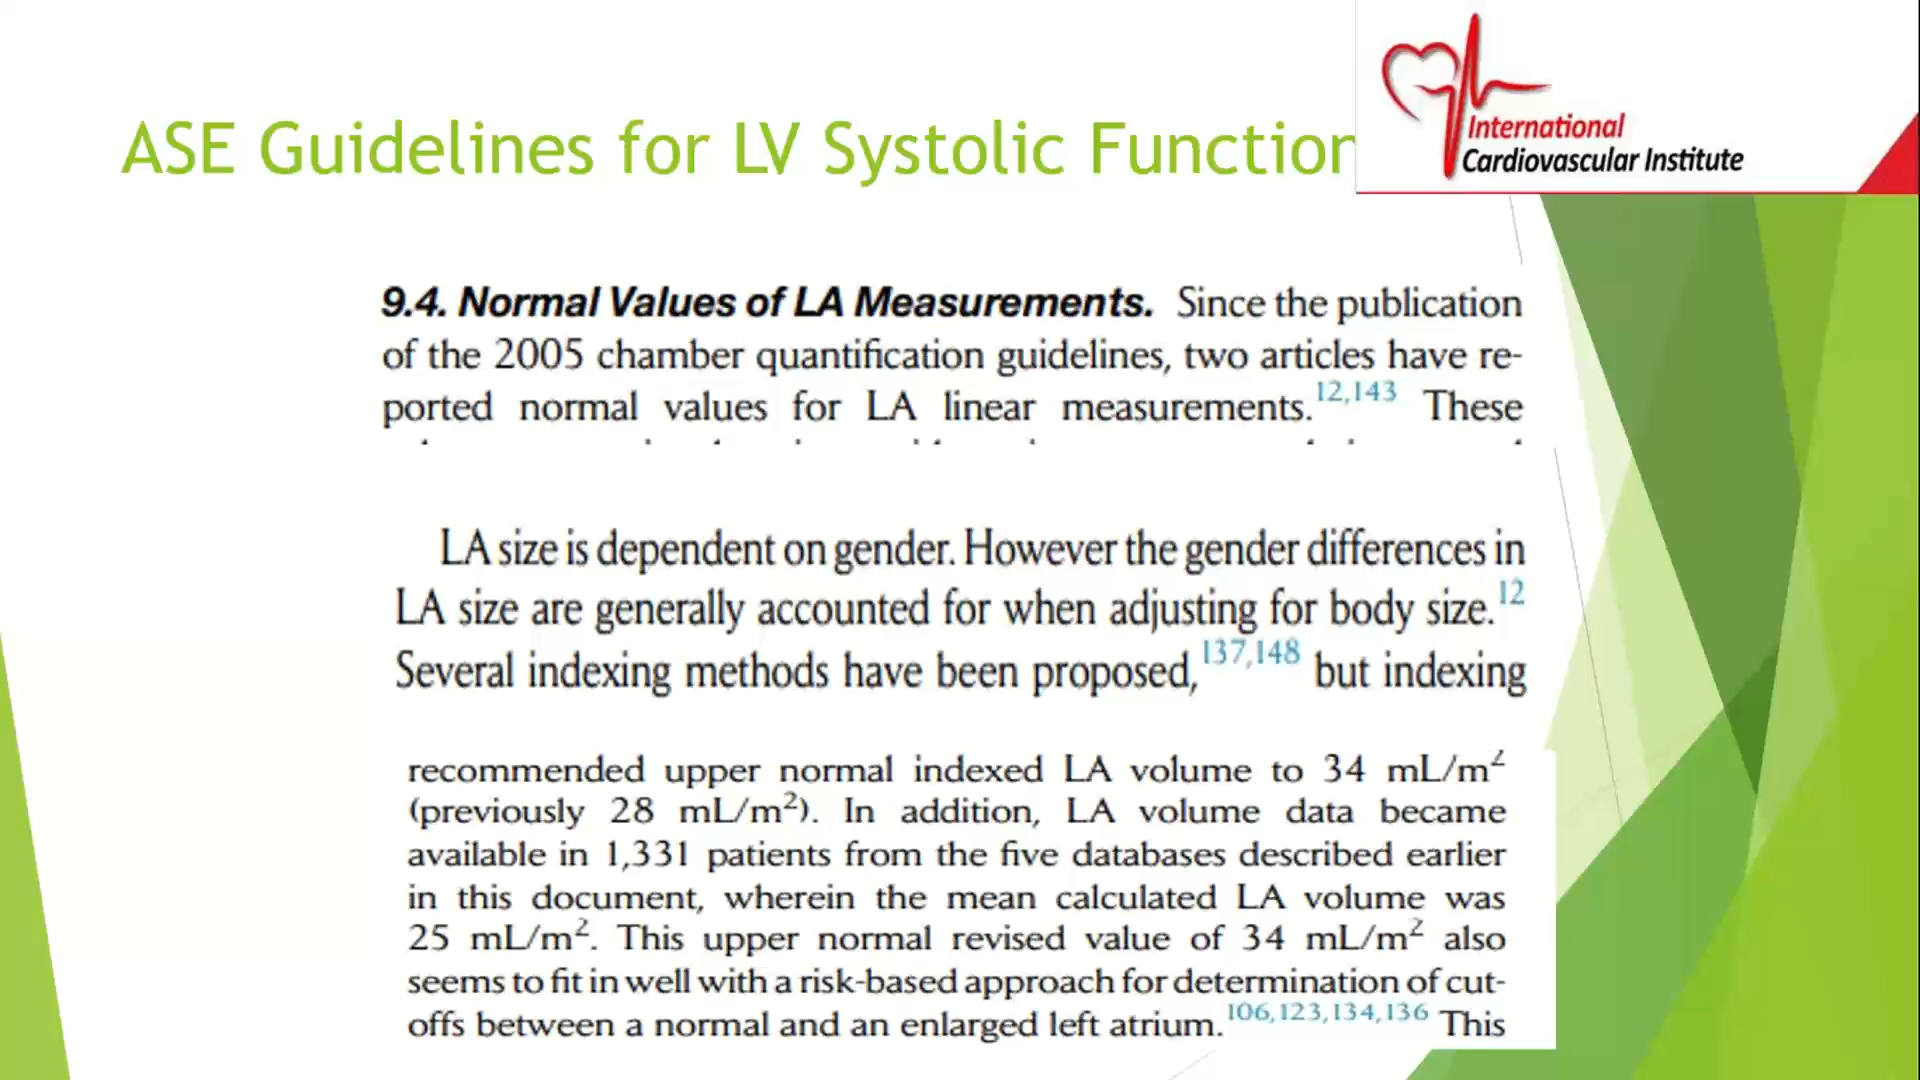 ASE Guidelines for LV Systolic Function
International
Cardiovascular Institute
9.4. Normal Values of LA Measurements. Since the publication
of the 2005 chamber quantification guidelines, two articles have re-
ported normal values for LA linear measurements.12,143 These
LA size is dependent on gender. However the gender differences in
LA size are generally accounted for when adjusting for body size.12
Several indexing methods have been proposed,137,148 but indexing
recommended upper normal indexed LA volume to 34 mL/m2
(previously 28 mL/m2). In addition, LA volume data became
available in 1,331 patients from the five databases described earlier
in this document, wherein the mean calculated LA volume was
25 mL/m2. This upper normal revised value of 34 mL/m2 also
seems to fit in well with a risk-based approach for determination of cut-
offs between a normal and an enlarged left atrium.106,123,134,136 This